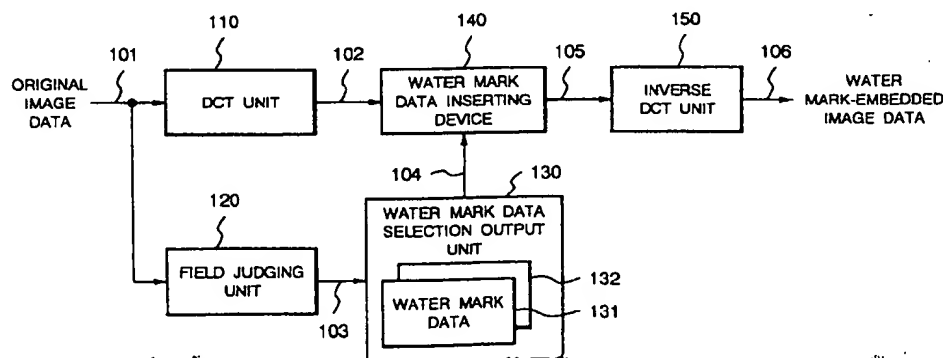 110
140
150
101
102
105
106
ORIGINAL
IMAGE
DATA
DCT UNIT
WATER MARK
DATA INSERTING
DEVICE
INVERSE
DCT UNIT
WATER
MARK-EMBEDDED
IMAGE DATA
104
130
120
WATER MARK DATA
SELECTION OUTPUT
UNIT
FIELD JUDGING
UNIT
103
132
WATER MARK
DATA
131